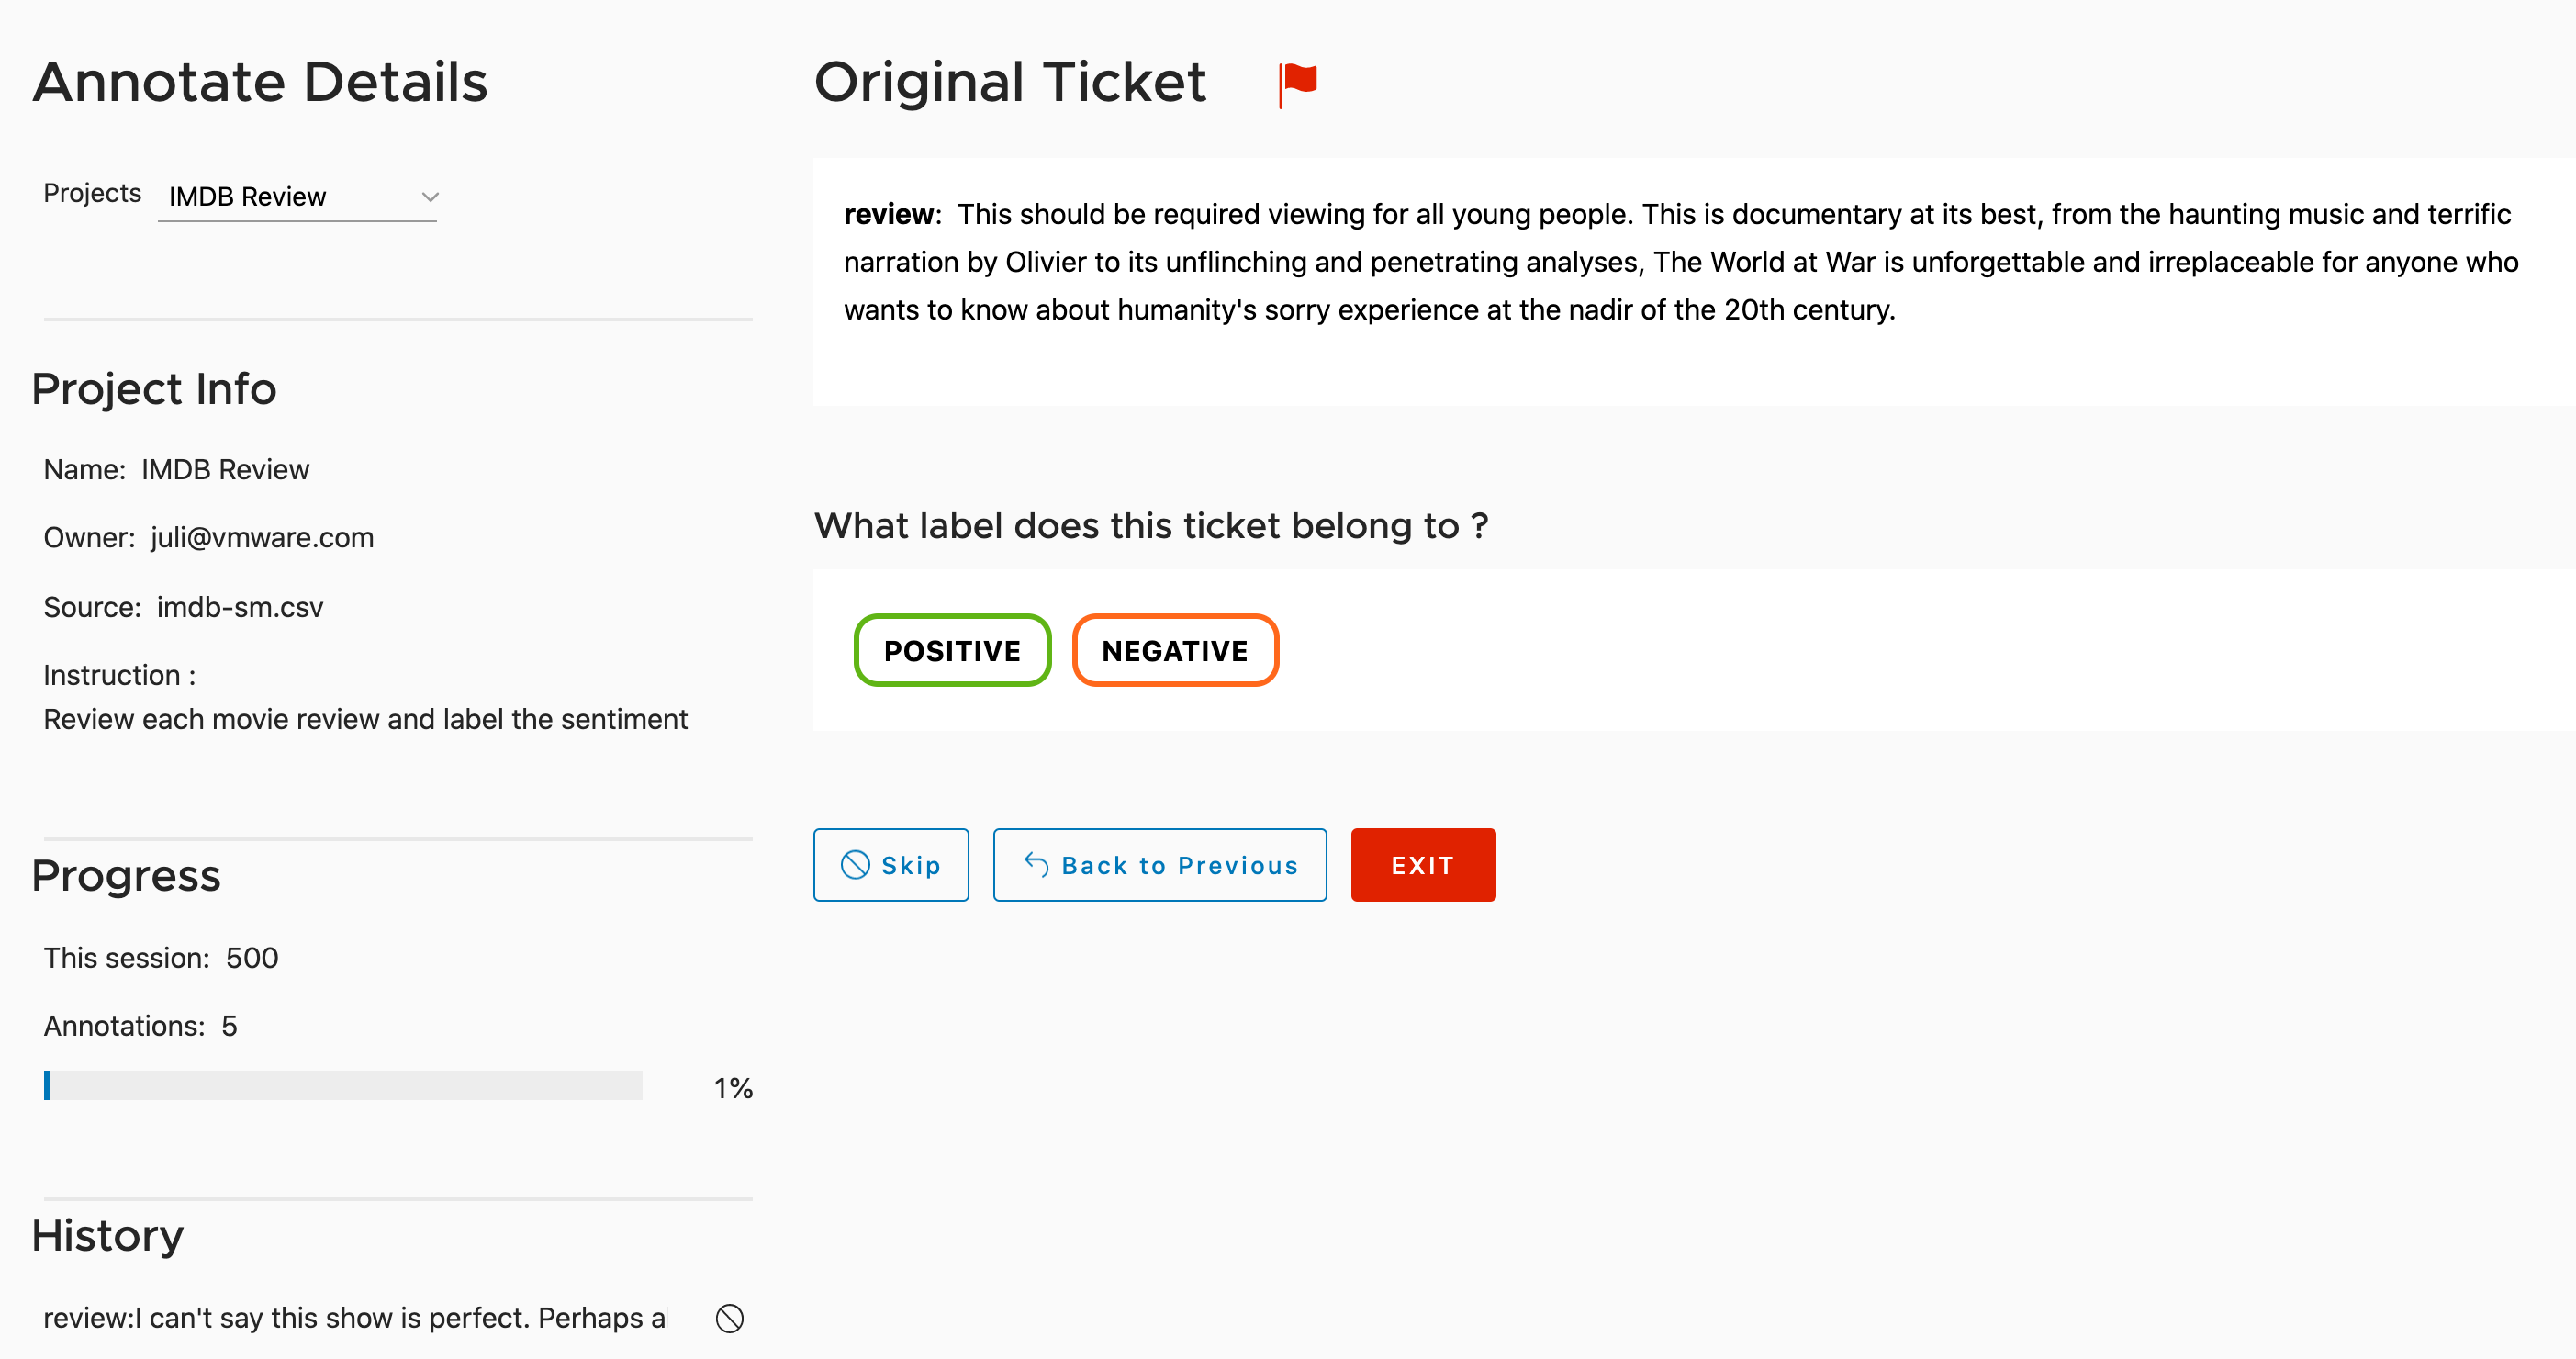 Annotate Details
Projects IMDB Review
Project Info
Name: IMDB Review
Owner: juli@vmware.com
Source: imdb-sm.csv
Instruction :
Review each movie review and label the sentiment
Progress
This session: 500
Annotations: 5
1%
History
review:I can't say this show is perfect. Perhaps a
Original Ticket
review: This should be required viewing for all young people. This is documentary at its best, from the haunting music and terrific
narration by Olivier to its unflinching and penetrating analyses, The World at War is unforgettable and irreplaceable for anyone who
wants to know about humanity's sorry experience at the nadir of the 20th century.
What label does this ticket belong to ?
POSITIVE NEGATIVE
Skip Back to Previous EXIT